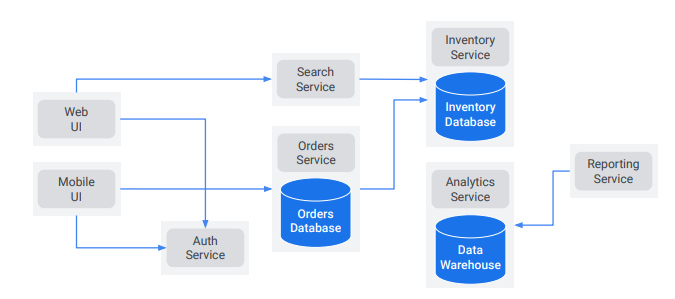 Web
UI
Mobile
UI
Auth
Service
Search
Service
Orders
Service
Orders
Database
Inventory
Service
Inventory
Database
Analytics
Service
Data
Warehouse
Reporting
Service